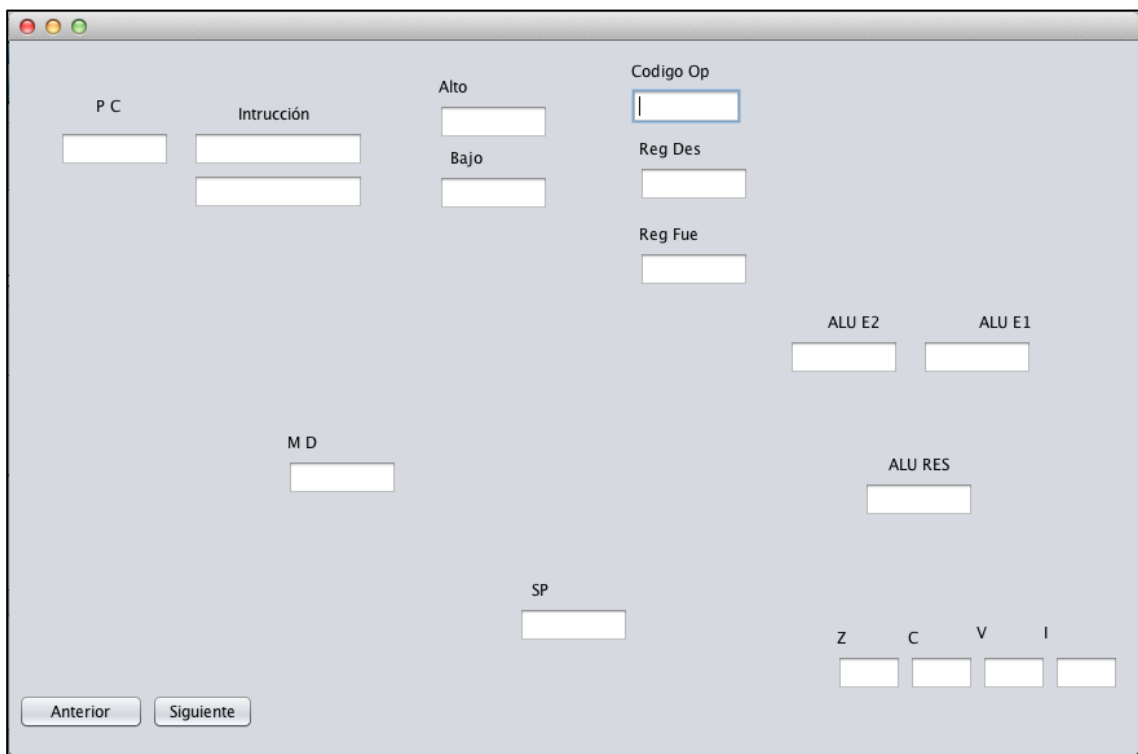 Codigo Op
Alto
P C
Intrucción
Reg Des
Bajo
Reg Fue
ALU E2
ALU E1
M D
ALU RES
SP
Z C V I
Anterior
Siguiente